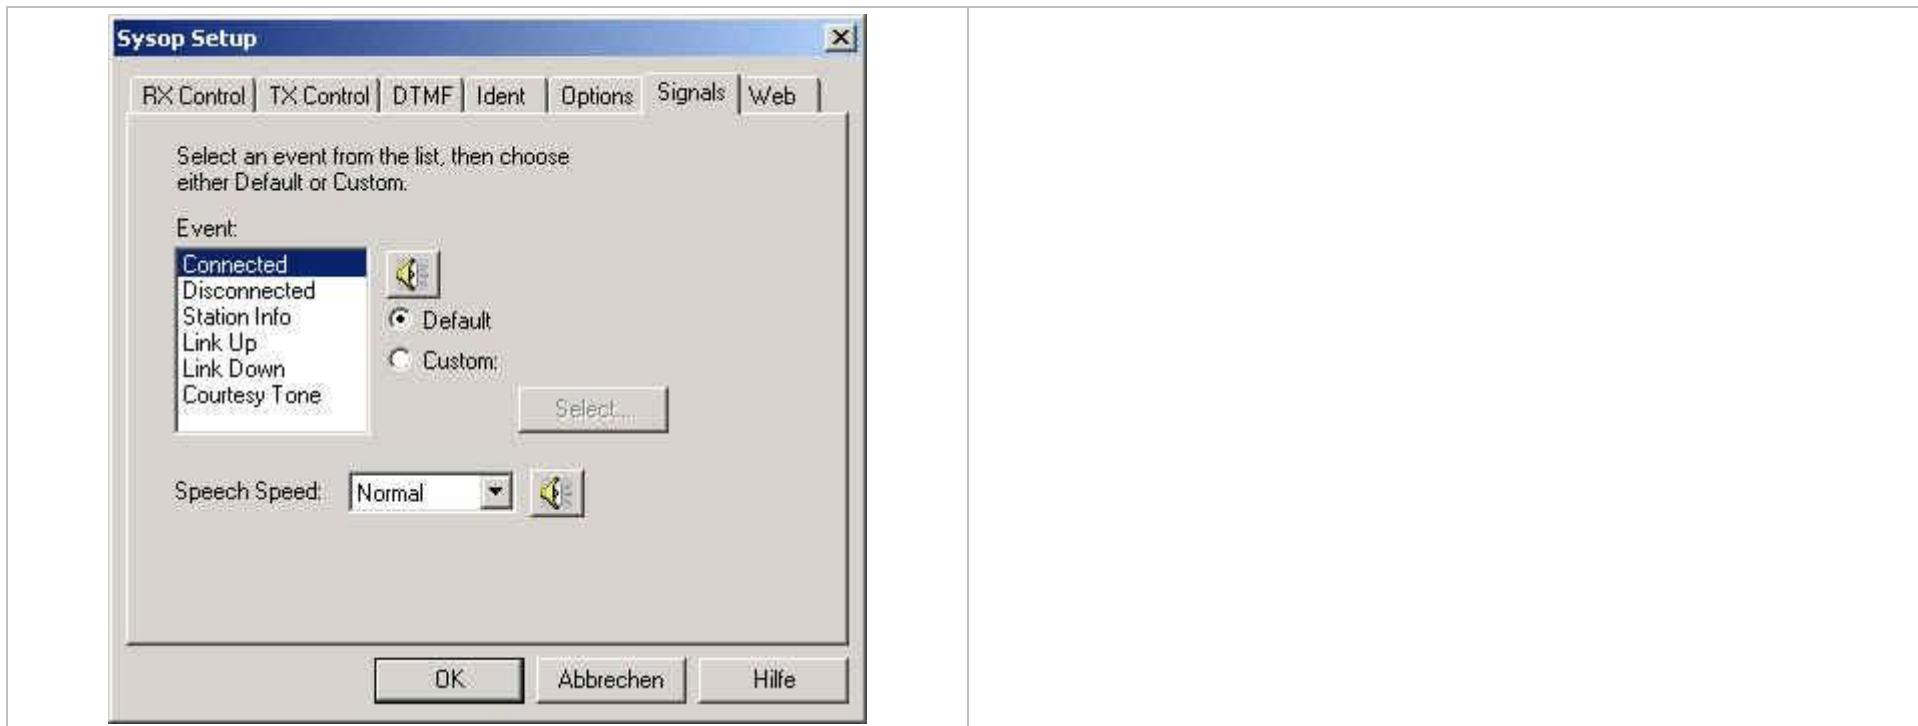 Sysop Setup
RX Control TX Control DTMF Ident Options Signals Web
Select an event from the list, then choose
either Default or Custom.
Event:
Connected
Disconnected
Station Info
Link Up
Link Down
Courtesy Tone
Default
Custom:
Select...
Speech Speed: Normal
OK Abbrechen Hilfe